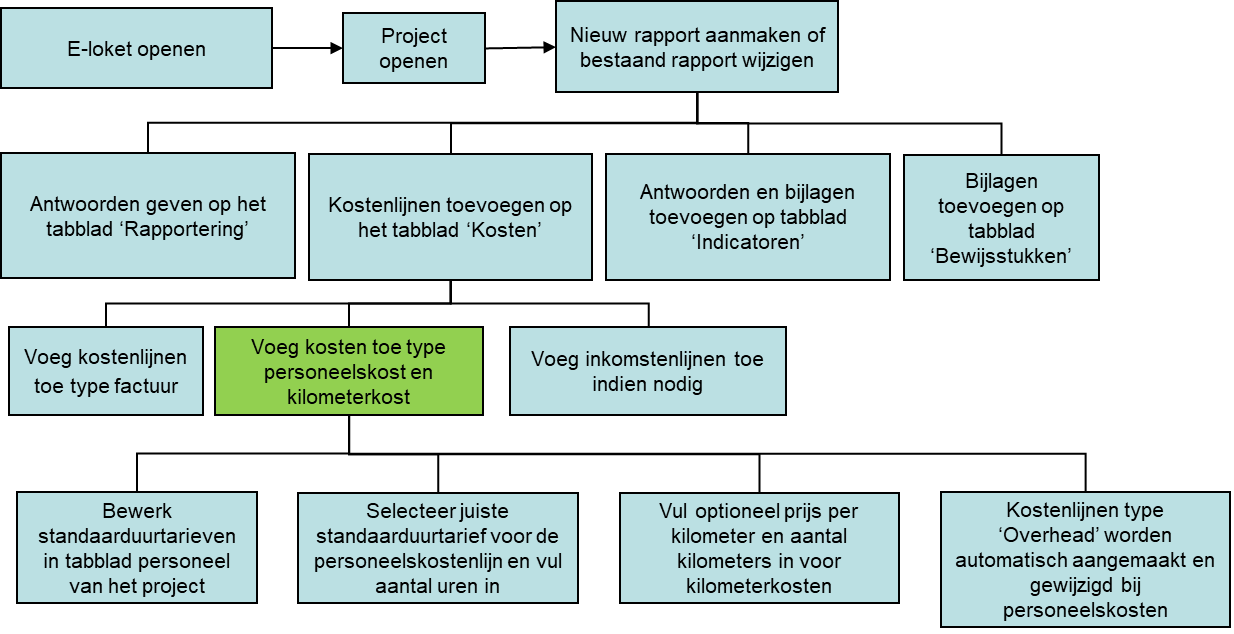 E-loket openen
Project
openen
Nieuw rapport aanmaken of
bestaand rapport wijzigen
Antwoorden geven op het
tabblad ‘Rapportering’
Kostenlijnen toevoegen op
het tabblad ‘Kosten’
Antwoorden en bijlagen
toevoegen op tabblad
‘Indicatoren’
Bijlagen
toevoegen op
tabblad
‘Bewijsstukken’
Voeg kostenlijnen
toe type factuur
Voeg kosten toe type
personeelskost en
kilometerkost
Voeg inkomstenlijnen toe
indien nodig
Bewerk
standaarduurtarieven
in tabblad personeel
van het project
Selecteer juiste
standaarduurtarief voor de
personeelskostenlijn en vul
aantal uren in
Vul optioneel prijs per
kilometer en aantal
kilometers in voor
kilometerkosten
Kostenlijnen type
‘Overhead’ worden
automatisch aangemaakt en
gewijzigd bij
personeelskosten